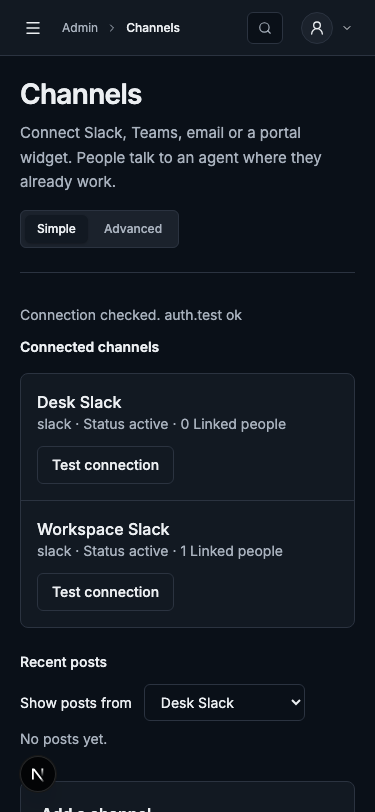 Admin > Channels
Channels
Connect Slack, Teams, email or a portal
widget. People talk to an agent where they
already work.
Simple Advanced
Connection checked. auth.test ok
Connected channels
Desk Slack
slack · Status active · 0 Linked people
Test connection
Workspace Slack
slack · Status active · 1 Linked people
Test connection
Recent posts
Show posts from Desk Slack
No posts yet.
N
Add a channel